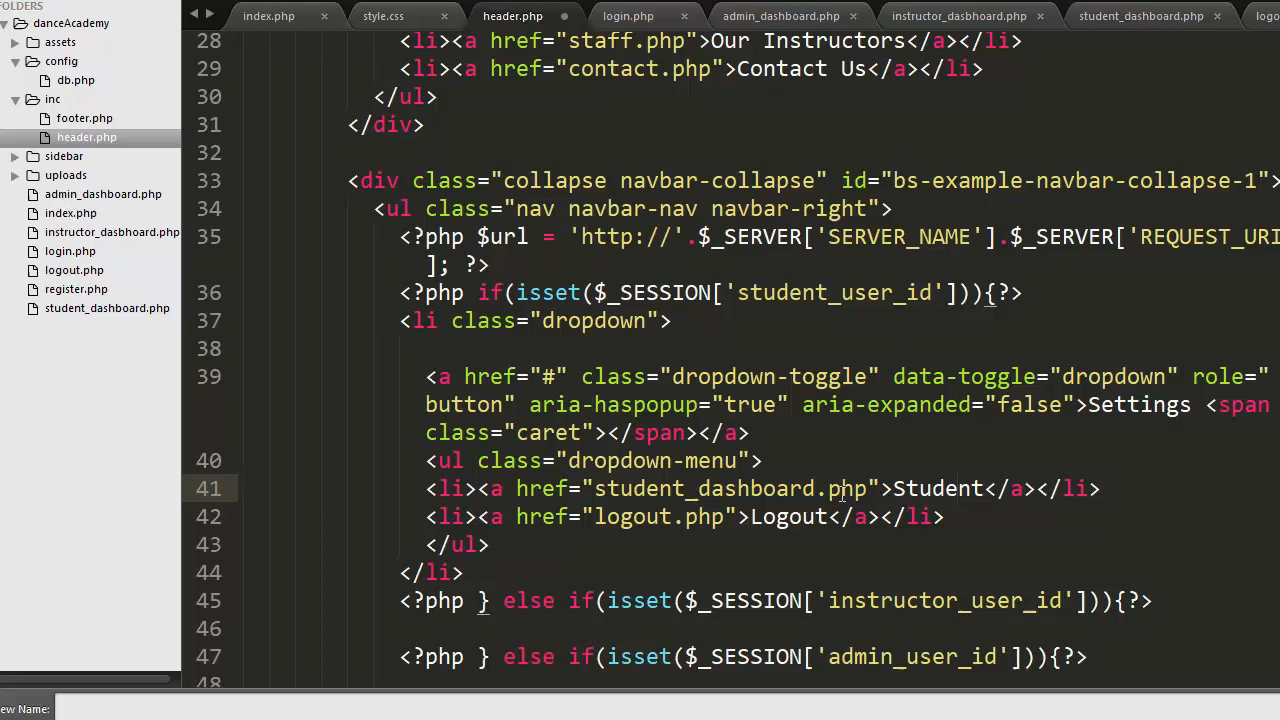 FOLDERS
danceAcademy
assets
config
db.php
inc
footer.php
header.php
sidebar
uploads
admin_dashboard.php
index.php
instructor_dasbhoard.php
login.php
logout.php
register.php
student_dashboard.php
index.php × style.css × header.php login.php × admin_dashboard.php × instructor_dasbhoard.php × student_dashboard.php × logo
28 <li><a href="staff.php">Our Instructors</a></li>
29 <li><a href="contact.php">Contact Us</a></li>
30 </ul>
31 </div>
32
33 <div class="collapse navbar-collapse" id="bs-example-navbar-collapse-1">
34 <ul class="nav navbar-nav navbar-right">
35 <?php $url = 'http://'.$_SERVER['SERVER_NAME'].$_SERVER['REQUEST_URI
]; ?>
36 <?php if(isset($_SESSION['student_user_id'])){?>
37 <li class="dropdown">
38
39 <a href="#" class="dropdown-toggle" data-toggle="dropdown" role="
button" aria-haspopup="true" aria-expanded="false">Settings <span
class="caret"></span></a>
40 <ul class="dropdown-menu">
41 <li><a href="student_dashboard.php">Student</a></li>
42 <li><a href="logout.php">Logout</a></li>
43 </ul>
44 </li>
45 <?php } else if(isset($_SESSION['instructor_user_id'])){?>
46
47 <?php } else if(isset($_SESSION['admin_user_id'])){?>
48
ew Name: